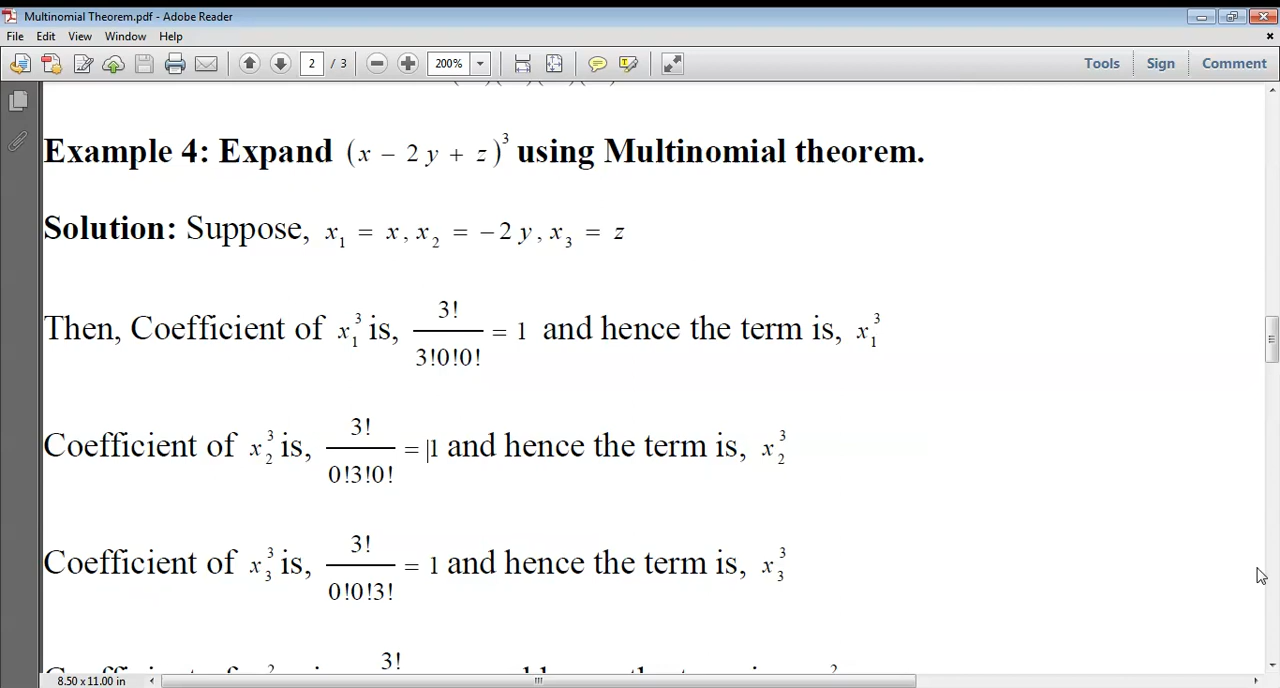 Multinomial Theorem.pdf - Adobe Reader
File Edit View Window Help
2 / 3 200% Tools Sign Comment
Example 4: Expand (x − 2y + z)³ using Multinomial theorem.
Solution: Suppose, x₁ = x, x₂ = −2y, x₃ = z
Then, Coefficient of x₁³ is, 3!/3!0!0! = 1 and hence the term is, x₁³
Coefficient of x₂³ is, 3!/0!3!0! = 1 and hence the term is, x₂³
Coefficient of x₃³ is, 3!/0!0!3! = 1 and hence the term is, x₃³
3!
8.50 x 11.00 in